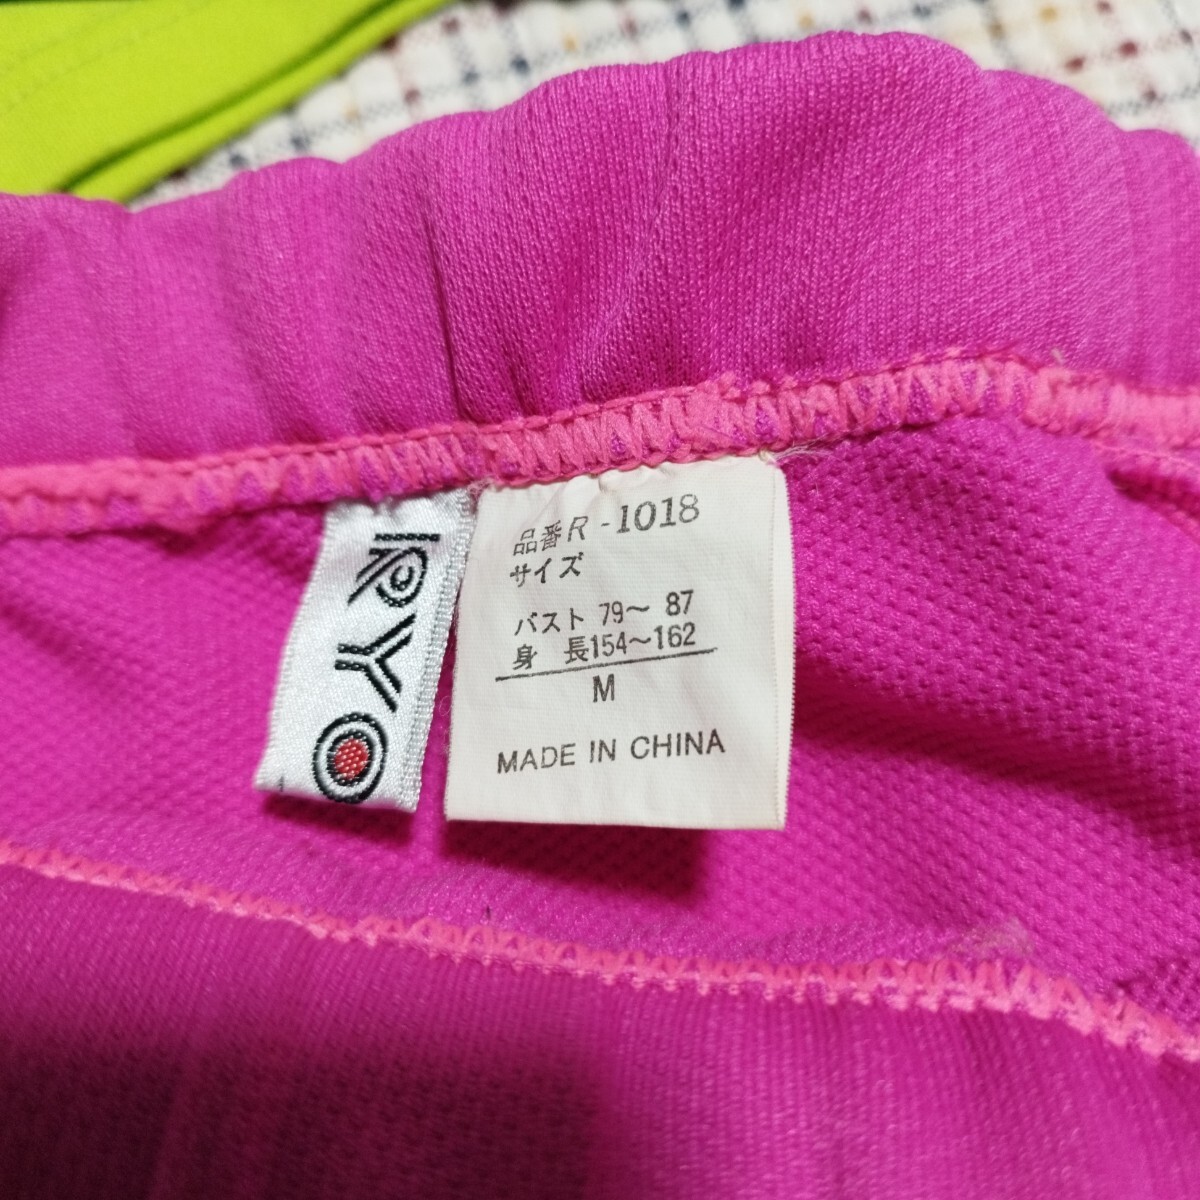 RYO
品番R-1018
サイズ
バスト 79〜 87
身 長154〜162
M
MADE IN CHINA